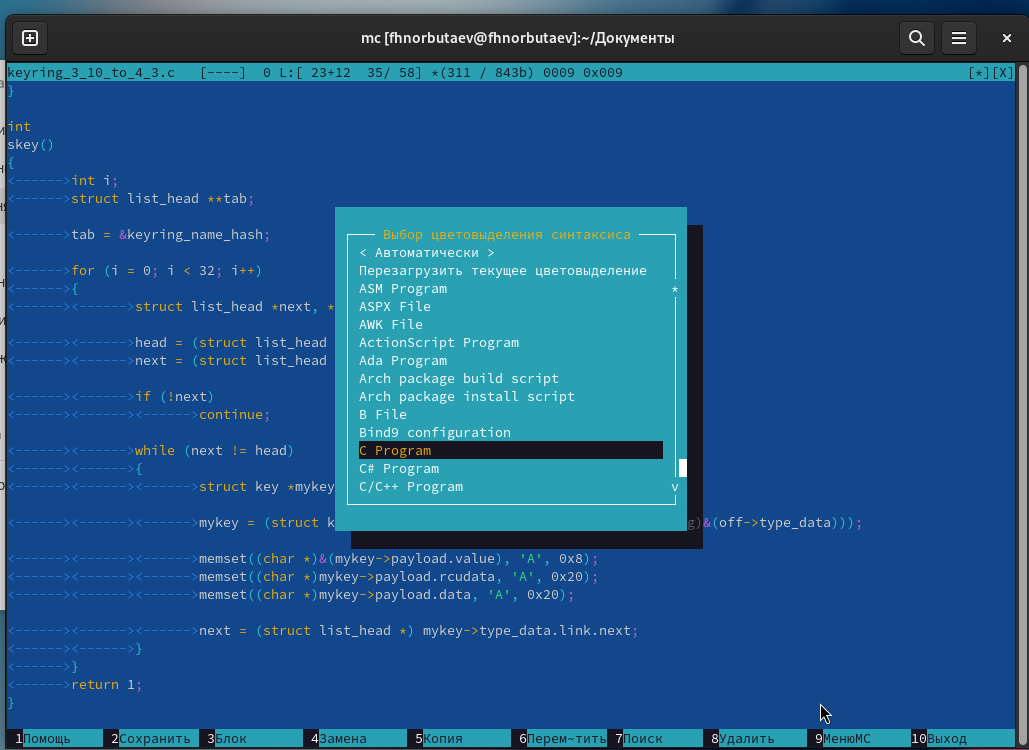 mc [fhnorbutaev@fhnorbutaev]:~/Документы
keyring_3_10_to_4_3.c   [----]  0 L:[ 23+12  35/ 58] *(311 / 843b) 0009 0x009                                           [*][X]
}
int
skey()
{
<------>int i;
<------>struct list_head **tab;
<------>tab = &keyring_name_hash;
<------>for (i = 0; i < 32; i++)
<------>{
<------><------>struct list_head *next, *
<------><------>head = (struct list_head
<------><------>next = (struct list_head
<------><------>if (!next)
<------><------><------>continue;
<------><------>while (next != head)
<------><------>{
<------><------><------>struct key *mykey
<------><------><------>mykey = (struct k
g)&(off->type_data)));
<------><------><------>memset((char *)&(mykey->payload.value), 'A', 0x8);
<------><------><------>memset((char *)mykey->payload.rcudata, 'A', 0x20);
<------><------><------>memset((char *)mykey->payload.data, 'A', 0x20);
<------><------><------>next = (struct list_head *) mykey->type_data.link.next;
<------><------>}
<------>}
<------>return 1;
}
Выбор цветовыделения синтаксиса
< Автоматически >
Перезагрузить текущее цветовыделение
ASM Program
ASPX File
AWK File
ActionScript Program
Ada Program
Arch package build script
Arch package install script
B File
Bind9 configuration
C Program
C# Program
C/C++ Program
1Помощь 2Сохранить 3Блок 4Замена 5Копия 6Перем~тить 7Поиск 8Удалить 9МенюMC 10Выход